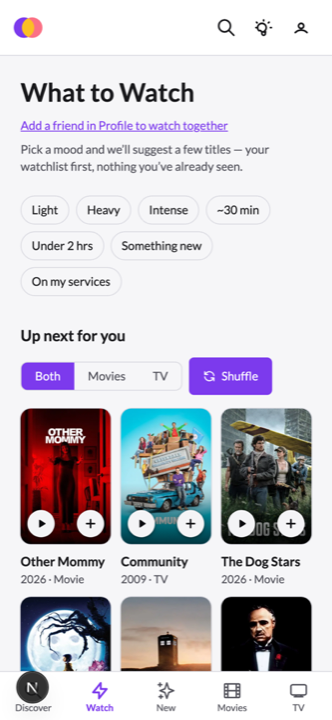 What to Watch
Add a friend in Profile to watch together
Pick a mood and we'll suggest a few titles — your
watchlist first, nothing you've already seen.
Light
Heavy
Intense
~30 min
Under 2 hrs
Something new
On my services
Up next for you
Both
Movies
TV
Shuffle
OTHER
MOMMY
Other Mommy
2026 · Movie
Community
2009 · TV
The Dog Stars
2026 · Movie
N
Discover
Watch
New
Movies
TV